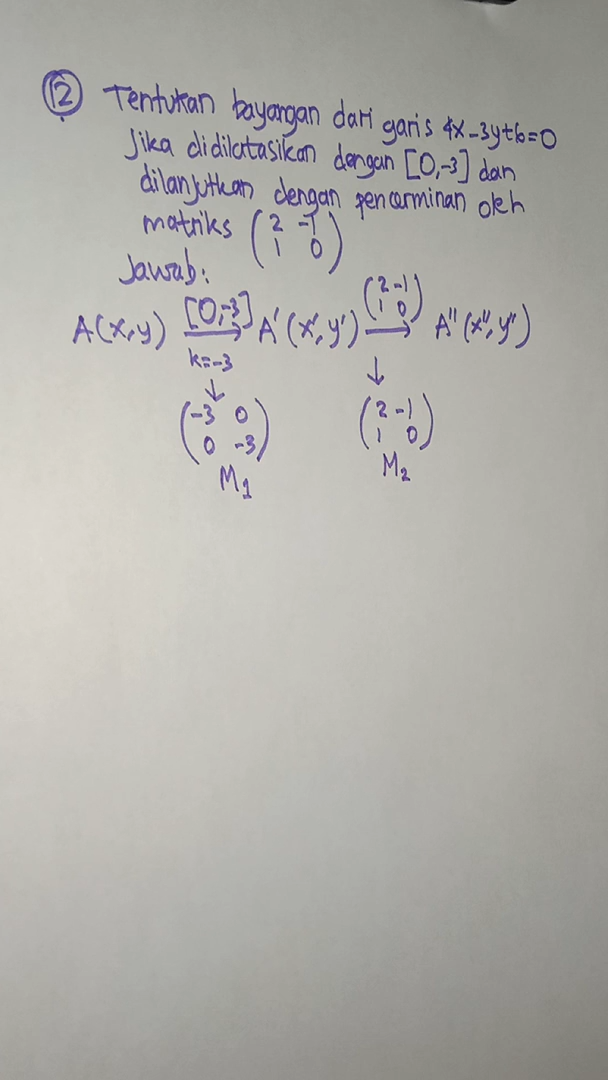 12 Tentukan bayangan dari garis 4x-3y+6=0
Jika didilatasikan dengan [0,-3] dan
dilanjutkan dengan pencerminan oleh
matriks (2 -1
1 0)
Jawab:
A(x,y) [0,-3] → A'(x',y') (2 -1
1 0) → A''(x'',y'')
k=-3
↓ ↓
(-3 0 (2 -1
0 -3) 1 0)
M1 M2